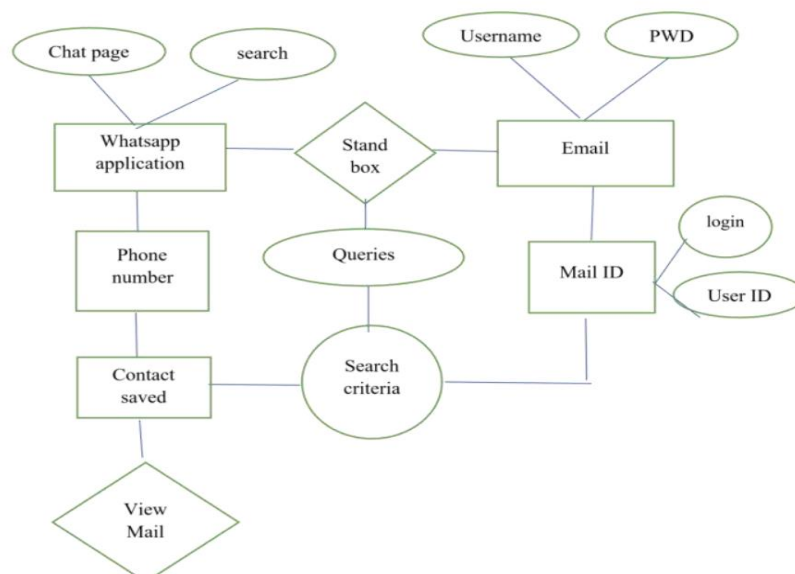 Chat page
search
Username
PWD
Whatsapp
application
Stand
box
Email
Phone
number
Queries
Mail ID
login
User ID
Contact
saved
Search
criteria
View
Mail